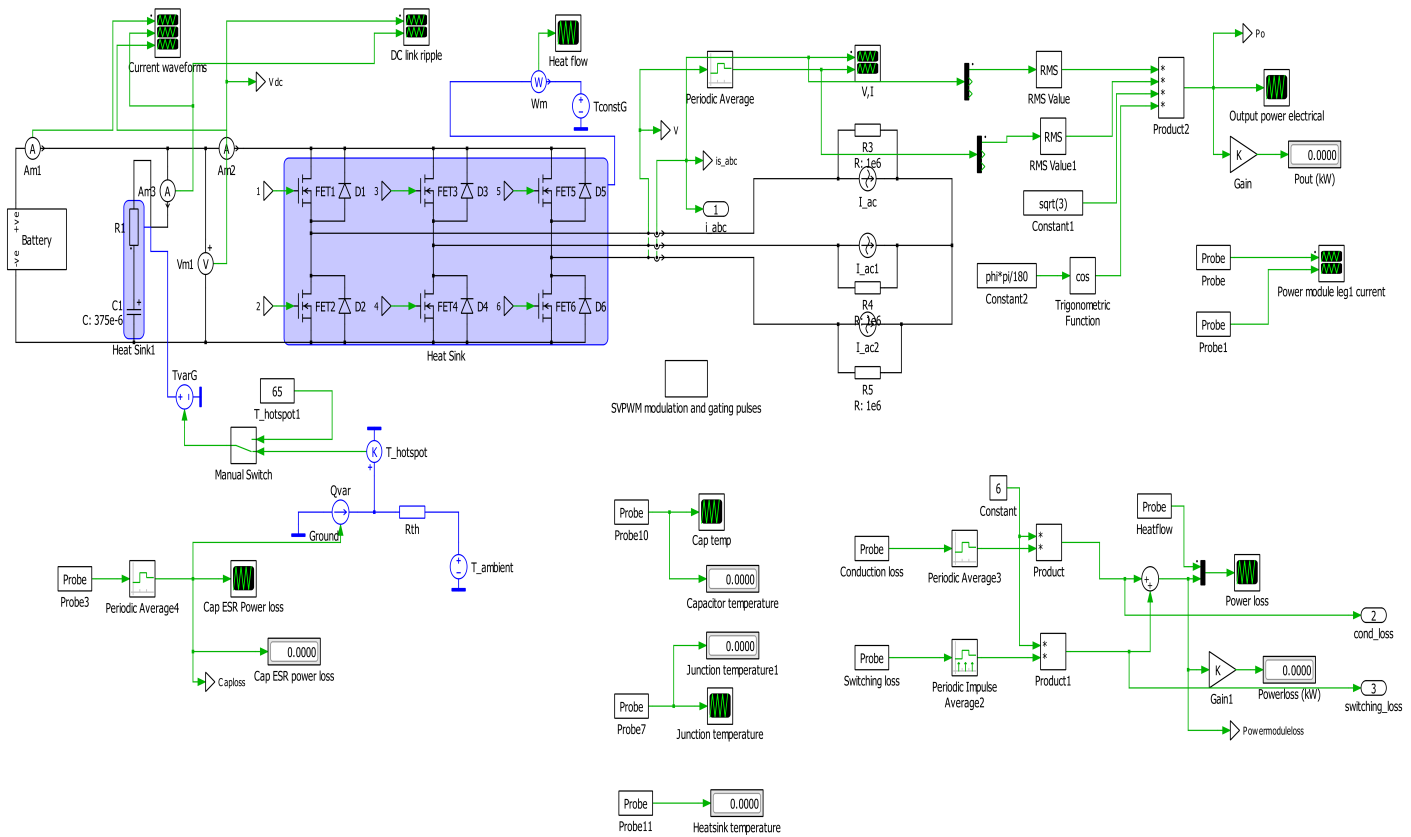 Current waveforms
DC link ripple
Heat flow
Vdc
W
Wm
TconstG
A
Am1
A
Am2
A
Am3
+ve
Battery
-ve
R1
C1
C: 375e-6
Heat Sink1
V
Vm1
1
FET1
D1
3
FET3
D3
5
FET5
D5
2
FET2
D2
4
FET4
D4
6
FET6
D6
Heat Sink
Periodic Average
V
is_abc
1
i_abc
V,I
R3
R: 1e6
I_ac
I_ac1
R4
R: 1e6
I_ac2
R5
R: 1e6
RMS
RMS Value
RMS
RMS Value1
sqrt(3)
Constant1
phi*pi/180
Constant2
cos
Trigonometric
Function
Product2
Po
Output power electrical
K
Gain
0.0000
Pout (kW)
Probe
Probe
Probe
Probe1
Power module leg1 current
SVPWM modulation and gating pulses
TvarG
65
T_hotspot1
Manual Switch
K
T_hotspot
Qvar
Ground
Rth
T_ambient
Probe
Probe3
Periodic Average4
Cap ESR Power loss
0.0000
Cap ESR power loss
Caploss
Probe
Probe10
Cap temp
0.0000
Capacitor temperature
0.0000
Junction temperature1
Probe
Probe7
Junction temperature
Probe
Probe11
0.0000
Heatsink temperature
6
Constant
Probe
Conduction loss
Periodic Average3
Product
Probe
Switching loss
Periodic Impulse
Average2
Product1
Probe
Heatflow
Power loss
2
cond_loss
K
Gain1
0.0000
Powerloss (kW)
3
switching_loss
Powermoduleloss